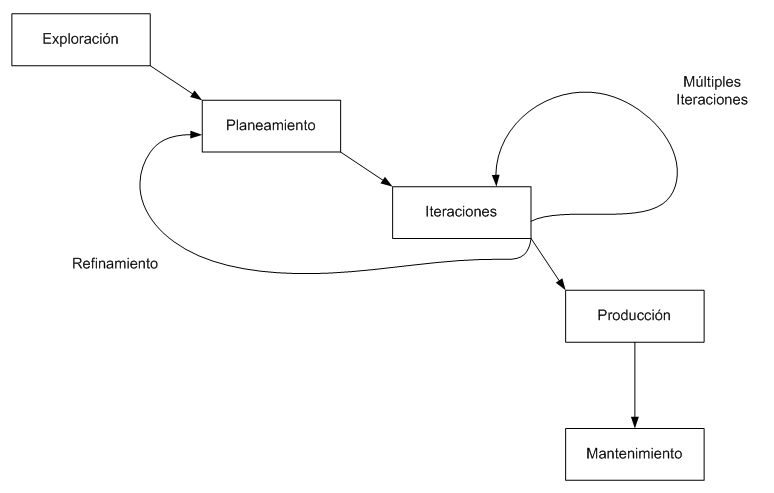 Exploración
Múltiples
Iteraciones
Planeamiento
Iteraciones
Refinamiento
Producción
Mantenimiento